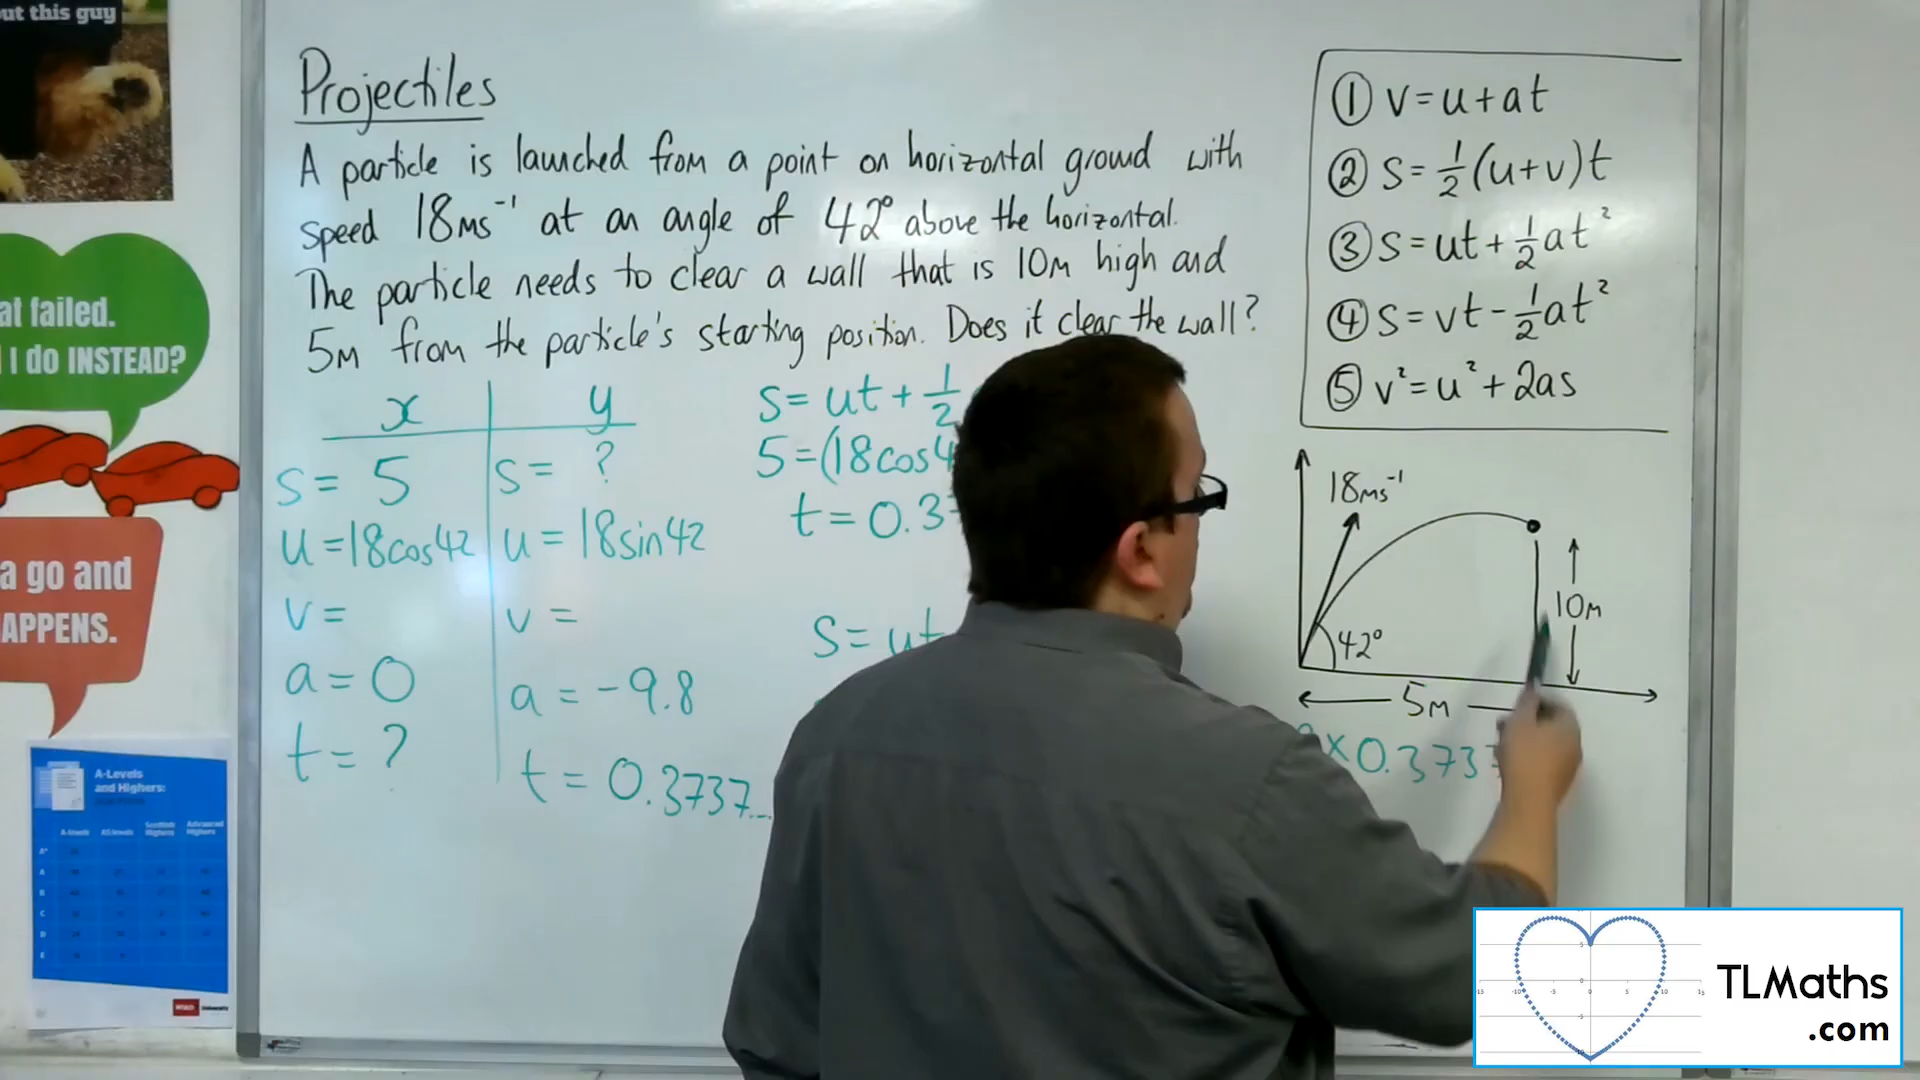 out this guy
at failed.
I do INSTEAD?
a go and
APPENS.
A-Levels
and Highers:
Projectiles
A particle is launched from a point on horizontal ground with
speed 18ms⁻¹ at an angle of 42° above the horizontal.
The particle needs to clear a wall that is 10m high and
5m from the particle's starting position. Does it clear the wall?
x y
s = 5 s = ?
u = 18cos42 u = 18sin42
v = v =
a = 0 a = -9.8
t = ? t = 0.3737...
s = ut + 1/2
5 = (18cos4
t = 0.3
s = ut
x 0.373
① v = u + at
② s = 1/2(u+v)t
③ s = ut + 1/2at²
④ s = vt - 1/2at²
⑤ v² = u² + 2as
18ms⁻¹
10m
42°
5m
TLMaths
.com